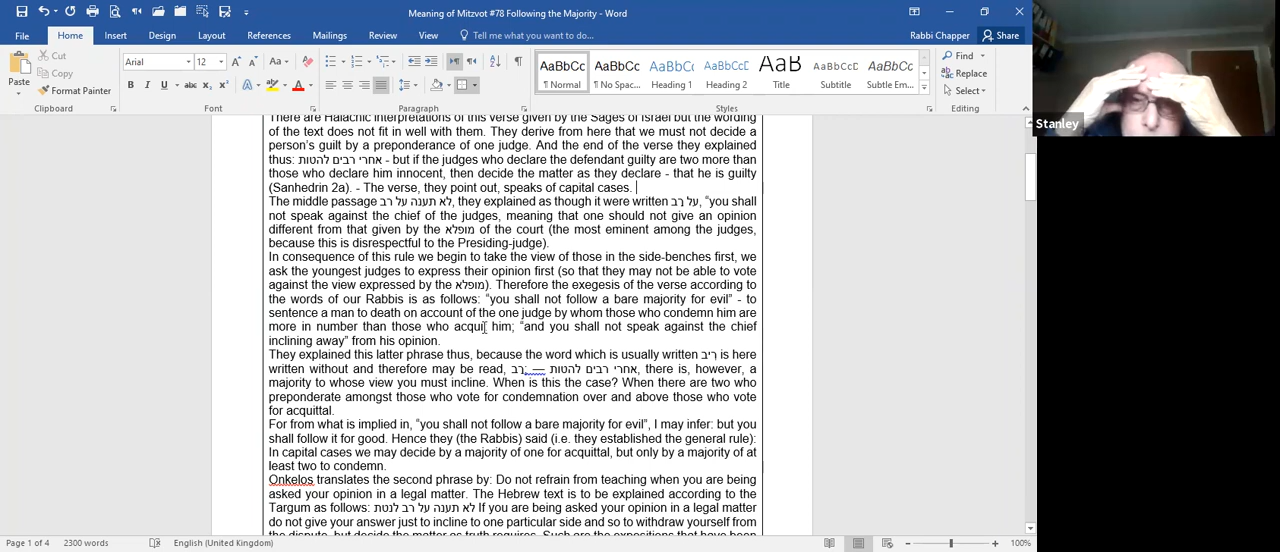 Meaning of Mitzvot #78 Following the Majority - Word
File Home Insert Design Layout References Mailings Review View Tell me what you want to do... Rabbi Chapper Share
Cut
Copy
Paste
Format Painter
Clipboard
Arial 12
B I U abc x₂ x²
Font
Paragraph
AaBbCc AaBbCc AaBbCc AaBbCcD AaB AaBbCcD AaBbCc
¶ Normal ¶ No Spac... Heading 1 Heading 2 Title Subtitle Subtle Em...
Styles
Find
Replace
Select
Editing
Stanley
There are Halachic interpretations of this verse given by the Sages of Israel but the wording
of the text does not fit in well with them. They derive from here that we must not decide a
person's guilt by a preponderance of one judge. And the end of the verse they explained
thus: אחרי רבים להטות - but if the judges who declare the defendant guilty are two more than
those who declare him innocent, then decide the matter as they declare - that he is guilty
(Sanhedrin 2a). - The verse, they point out, speaks of capital cases.
The middle passage לא תענה על רב, they explained as though it were written על רב, “you shall
not speak against the chief of the judges, meaning that one should not give an opinion
different from that given by the מופלא of the court (the most eminent among the judges,
because this is disrespectful to the Presiding-judge).
In consequence of this rule we begin to take the view of those in the side-benches first, we
ask the youngest judges to express their opinion first (so that they may not be able to vote
against the view expressed by the מופלא). Therefore the exegesis of the verse according to
the words of our Rabbis is as follows: “you shall not follow a bare majority for evil” - to
sentence a man to death on account of the one judge by whom those who condemn him are
more in number than those who acquit him; “and you shall not speak against the chief
inclining away” from his opinion.
They explained this latter phrase thus, because the word which is usually written ריב is here
written without and therefore may be read, רב; — אחרי רבים להטות, there is, however, a
majority to whose view you must incline. When is this the case? When there are two who
preponderate amongst those who vote for condemnation over and above those who vote
for acquittal.
For from what is implied in, “you shall not follow a bare majority for evil”, I may infer: but you
shall follow it for good. Hence they (the Rabbis) said (i.e. they established the general rule):
In capital cases we may decide by a majority of one for acquittal, but only by a majority of at
least two to condemn.
Onkelos translates the second phrase by: Do not refrain from teaching when you are being
asked your opinion in a legal matter. The Hebrew text is to be explained according to the
Targum as follows: לא תענה על רב לנטת If you are being asked your opinion in a legal matter
do not give your answer just to incline to one particular side and so to withdraw yourself from
the dispute, but decide the matter as truth requires. Such are the expositions that have been
Page 1 of 4 2300 words English (United Kingdom) 100%